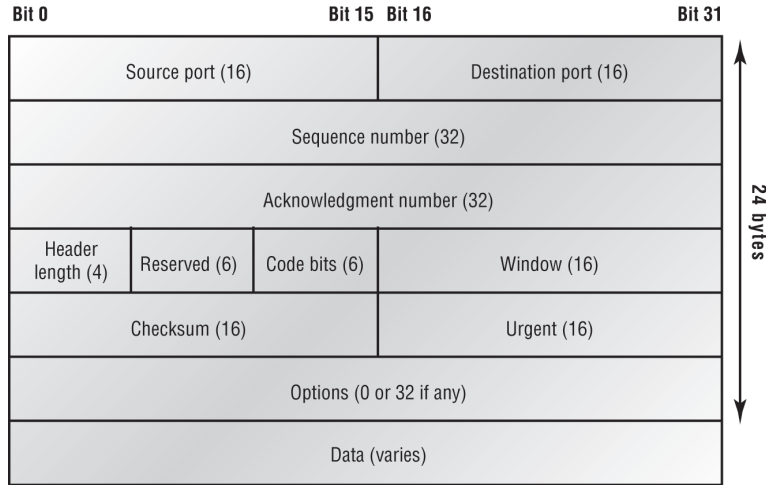 Bit 0 Bit 15 Bit 16 Bit 31
Source port (16) Destination port (16)
Sequence number (32)
Acknowledgment number (32)
Header
length (4) Reserved (6) Code bits (6) Window (16)
Checksum (16) Urgent (16)
Options (0 or 32 if any)
Data (varies)
24 bytes